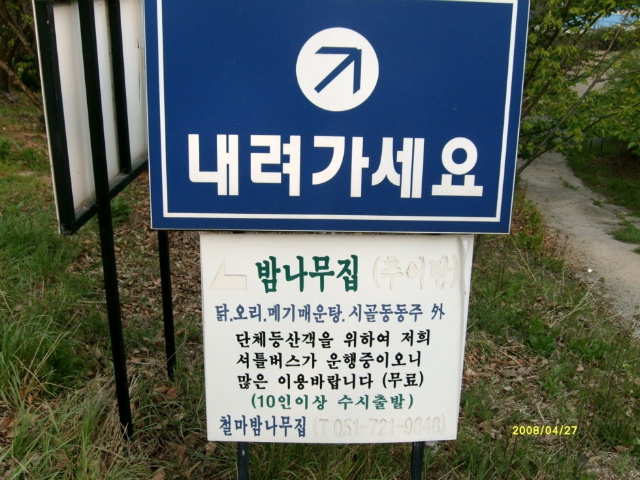 내려가세요
밤나무집 (추어탕)
닭.오리.메기매운탕.시골동동주 外
단체등산객을 위하여 저희
셔틀버스가 운행중이오니
많은 이용바랍니다 (무료)
(10인이상 수시출발)
철마밤나무집
2008/04/27